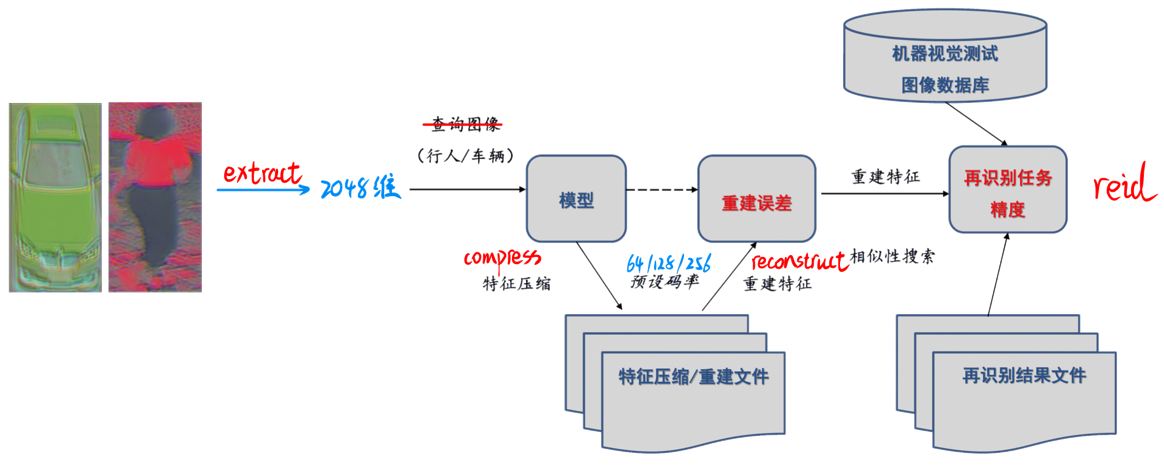 机器视觉测试
图像数据库
查询图像
(行人/车辆)
extract
2048维
模型
重建误差
重建特征
再识别任务
精度
reid
compress
特征压缩
64/128/256
预设码率
reconstruct
重建特征
相似性搜索
特征压缩/重建文件
再识别结果文件